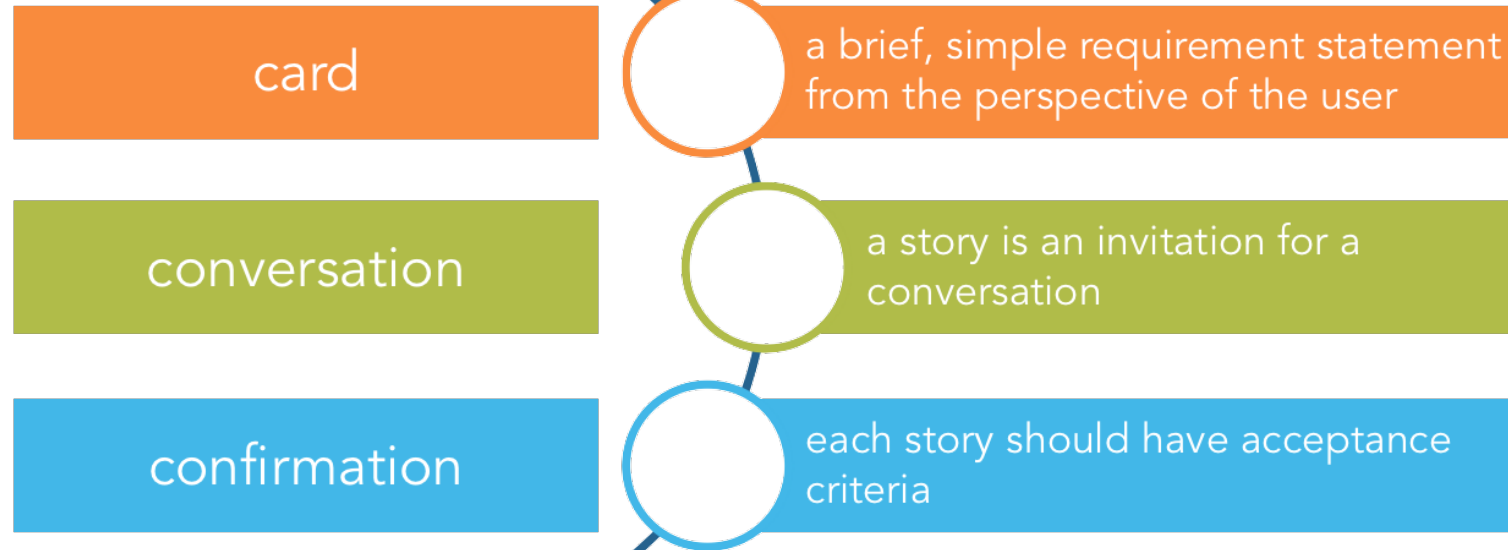 card
a brief, simple requirement statement
from the perspective of the user
conversation
a story is an invitation for a
conversation
confirmation
each story should have acceptance
criteria